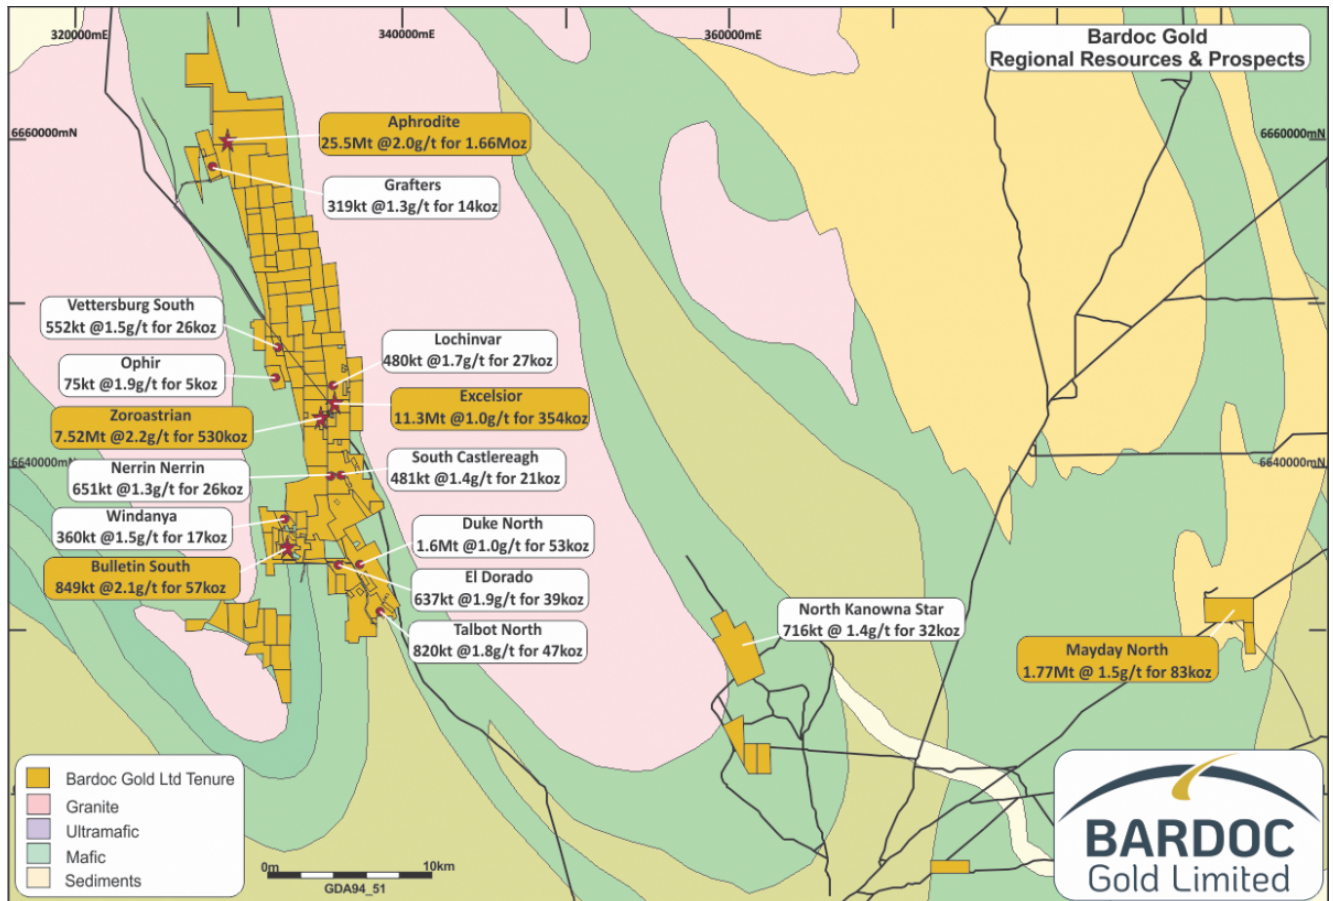 320000mE
340000mE
360000mE
Bardoc Gold
Regional Resources & Prospects
6660000mN
6660000mN
Aphrodite
25.5Mt @2.0g/t for 1.66Moz
Grafters
319kt @1.3g/t for 14koz
Vettersburg South
552kt @1.5g/t for 26koz
Lochinvar
480kt @1.7g/t for 27koz
Ophir
75kt @1.9g/t for 5koz
Excelsior
11.3Mt @1.0g/t for 354koz
Zoroastrian
7.52Mt @2.2g/t for 530koz
6640000mN
6640000mN
Nerrin Nerrin
651kt @1.3g/t for 26koz
South Castlereagh
481kt @1.4g/t for 21koz
Windanya
360kt @1.5g/t for 17koz
Duke North
1.6Mt @1.0g/t for 53koz
Bulletin South
849kt @2.1g/t for 57koz
El Dorado
637kt @1.9g/t for 39koz
Talbot North
820kt @1.8g/t for 47koz
North Kanowna Star
716kt @ 1.4g/t for 32koz
Mayday North
1.77Mt @ 1.5g/t for 83koz
Bardoc Gold Ltd Tenure
Granite
Ultramafic
Mafic
Sediments
0m 10km
GDA94_51
BARDOC
Gold Limited